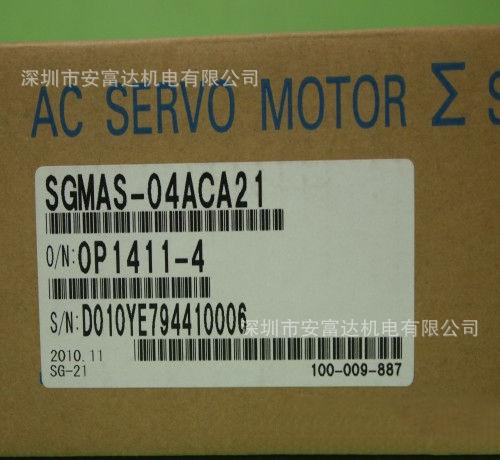 深圳市安富达机电有限公司
AC SERVO MOTOR Σ S
SGMAS-04ACA21
O/N: OP1411-4
S/N: D010YE794410006
深圳市安富达机电有限公司
2010.11
SG-21
100-009-887